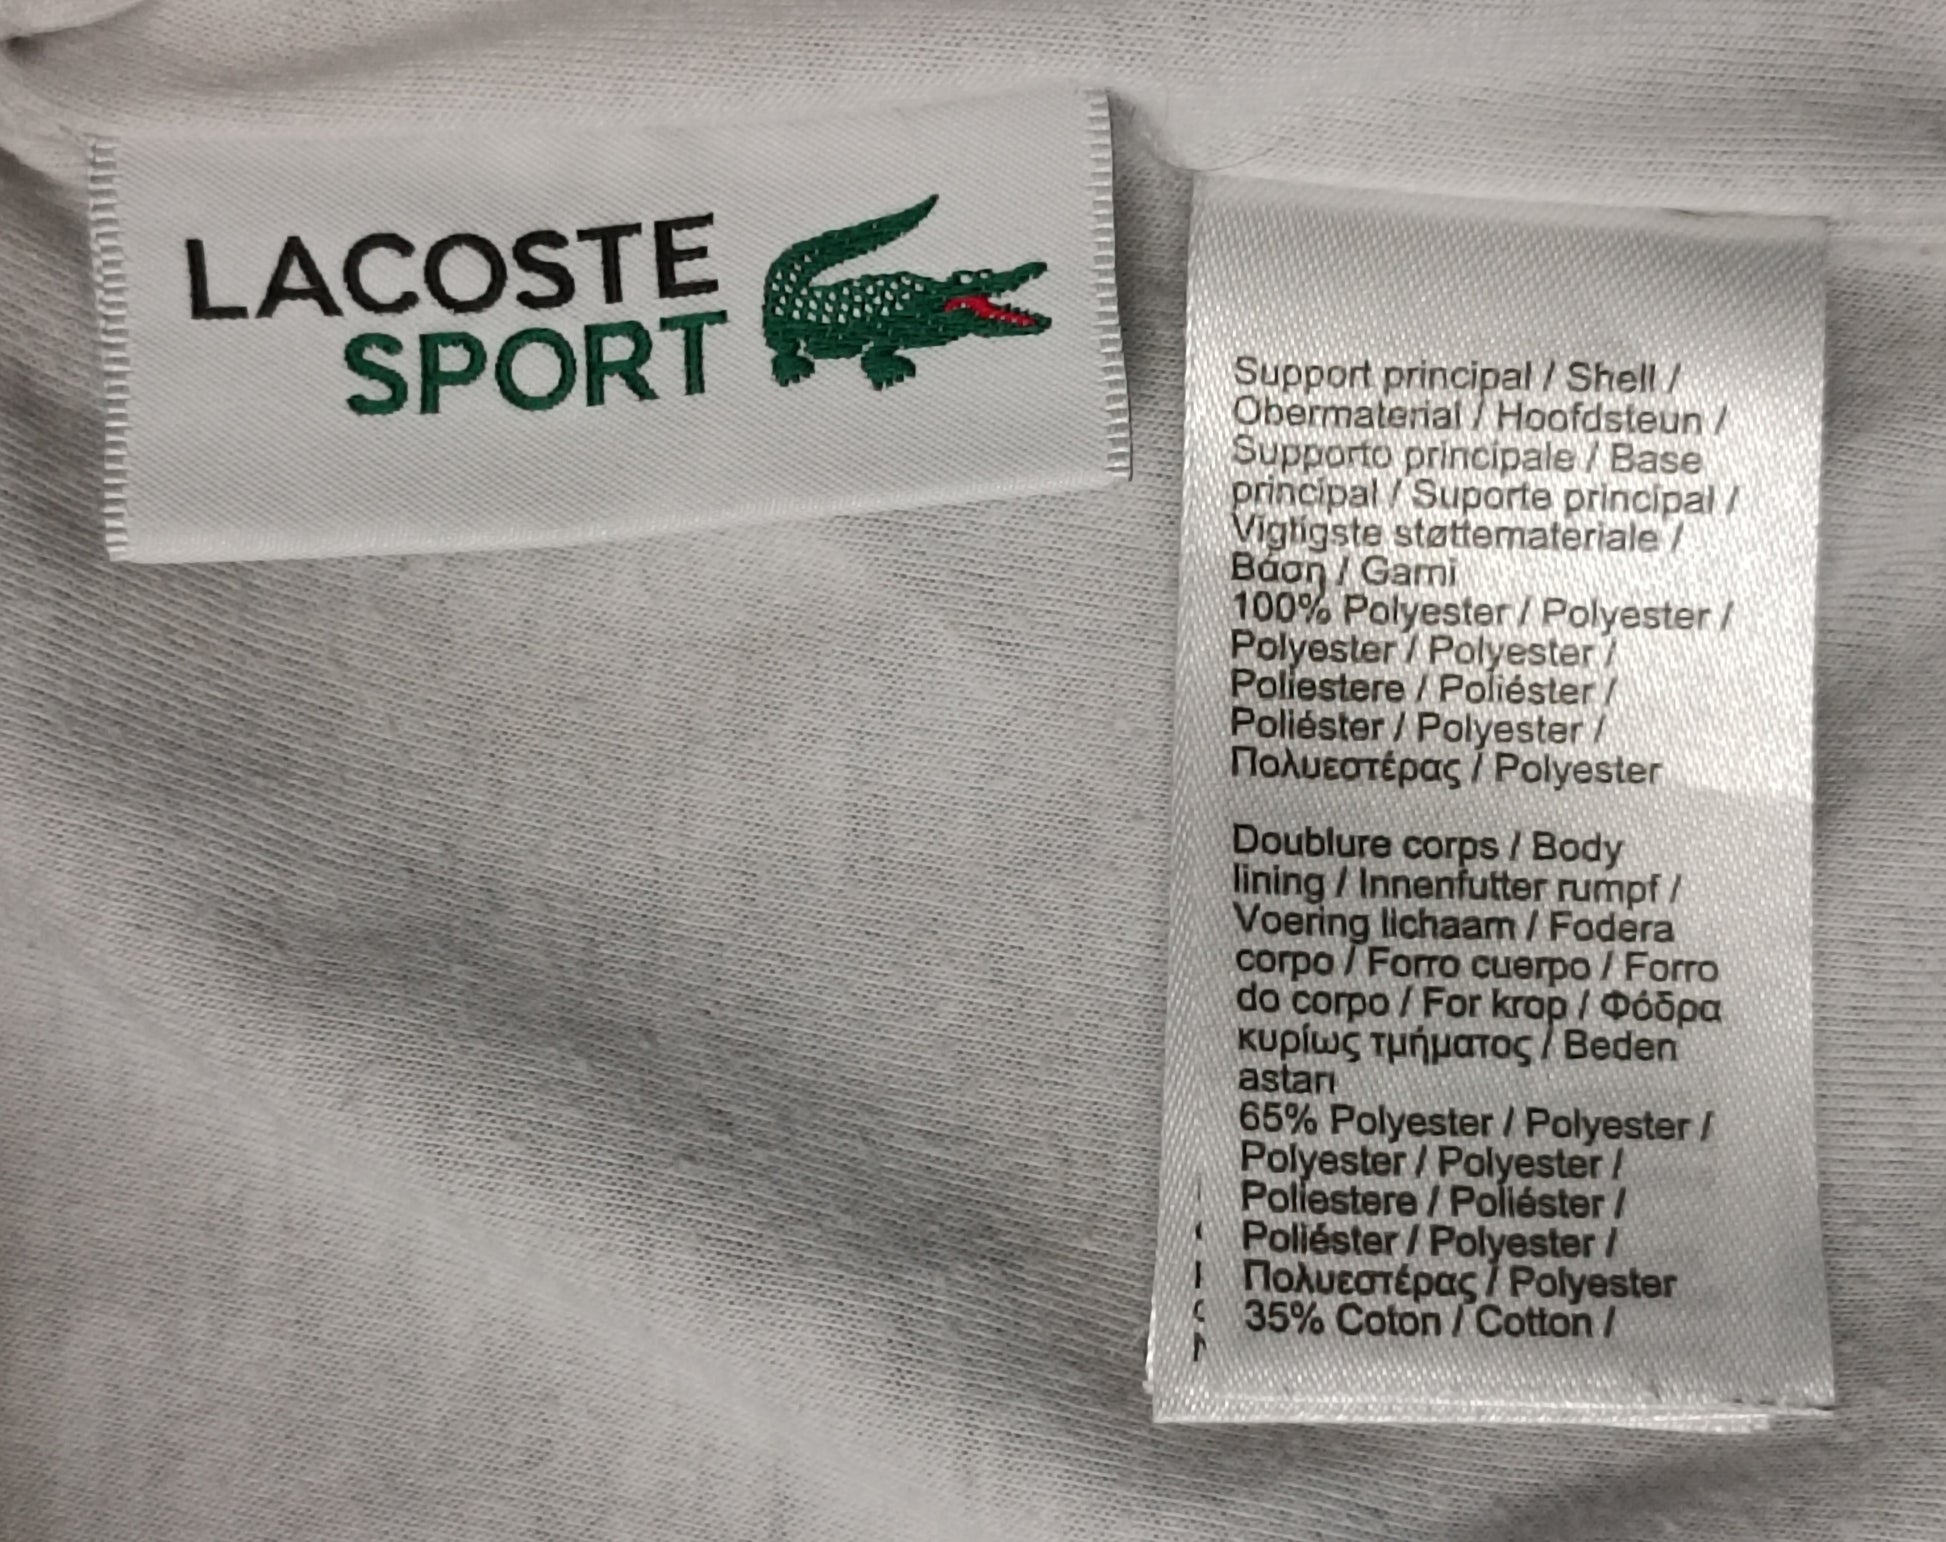 LACOSTE
SPORT
Support principal / Shell /
Obermaterial / Hoofdsteun /
Supporto principale / Base
principal / Suporte principal /
Vigtigste støttemateriale /
Βάση / Garni
100% Polyester / Polyester /
Polyester / Polyester /
Poliestere / Poliéster /
Poliéster / Polyester /
Πολυεστέρας / Polyester
Doublure corps / Body
lining / Innenfutter rumpf /
Voering lichaam / Fodera
corpo / Forro cuerpo / Forro
do corpo / For krop / Φόδρα
κυρίως τμήματος / Beden
astarı
65% Polyester / Polyester /
Polyester / Polyester /
Poliestere / Poliéster /
Poliéster / Polyester /
Πολυεστέρας / Polyester
35% Coton / Cotton /